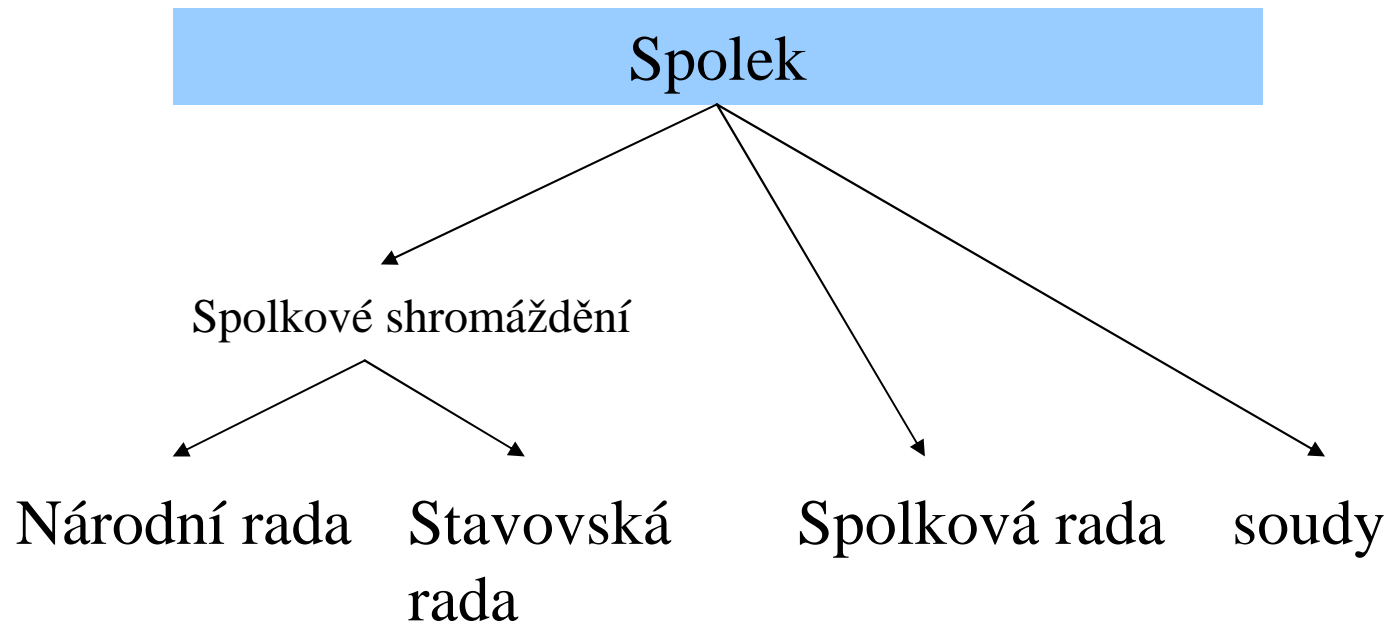 Spolek
Spolkové shromáždění
Národní rada
Stavovská
rada
Spolková rada
soudy